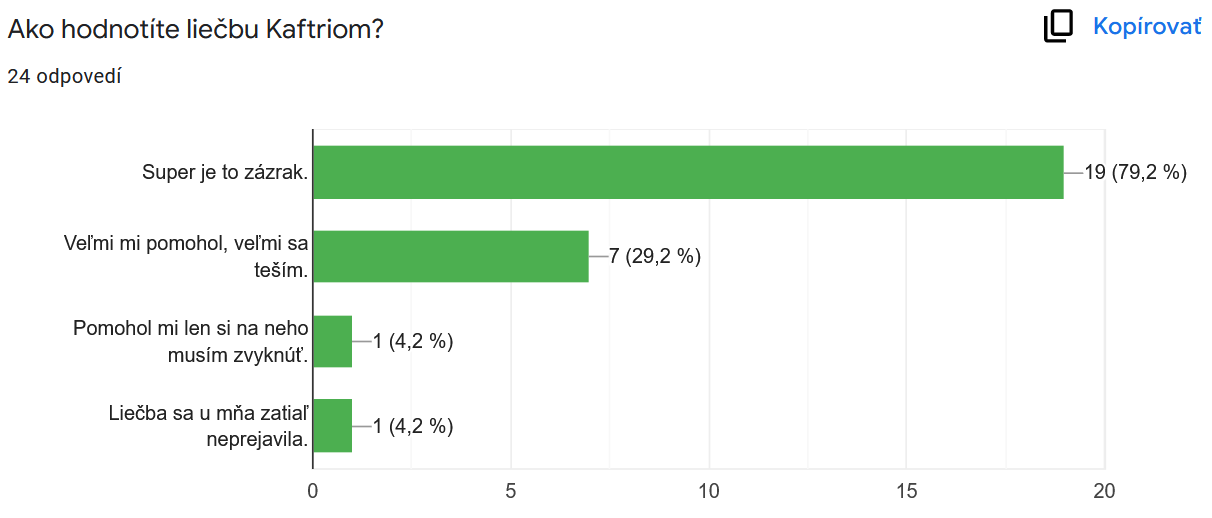 Ako hodnotíte liečbu Kaftriom?
Kopírovať
24 odpovedí
Super je to zázrak.
19 (79,2 %)
Veľmi mi pomohol, veľmi sa
teším.
7 (29,2 %)
Pomohol mi len si na neho
musím zvyknúť.
1 (4,2 %)
Liečba sa u mňa zatiaľ
neprejavila.
1 (4,2 %)
0 5 10 15 20